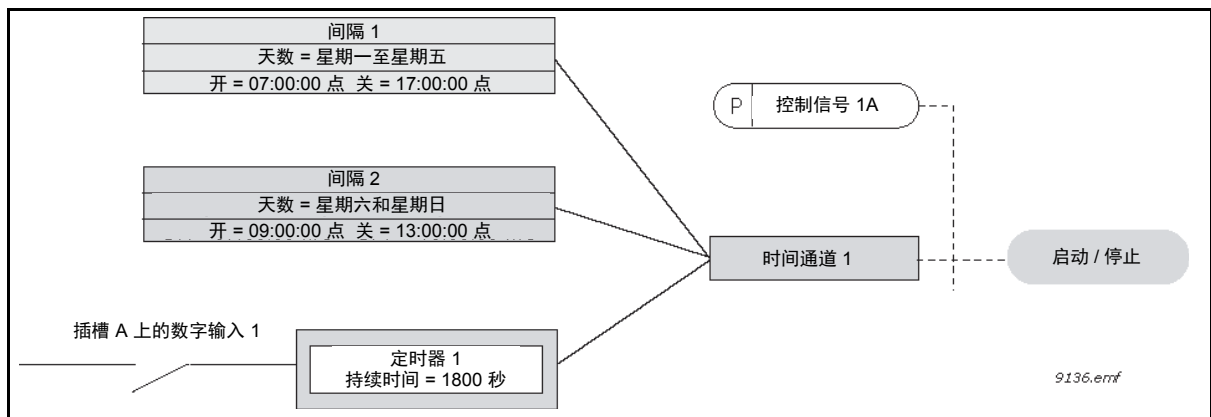 间隔 1
天数 = 星期一至星期五
开 = 07:00:00 点 关 = 17:00:00 点
P 控制信号 1A
间隔 2
天数 = 星期六和星期日
开 = 09:00:00 点 关 = 13:00:00 点
时间通道 1
启动 / 停止
插槽 A 上的数字输入 1
定时器 1
持续时间 = 1800 秒
9136.emf